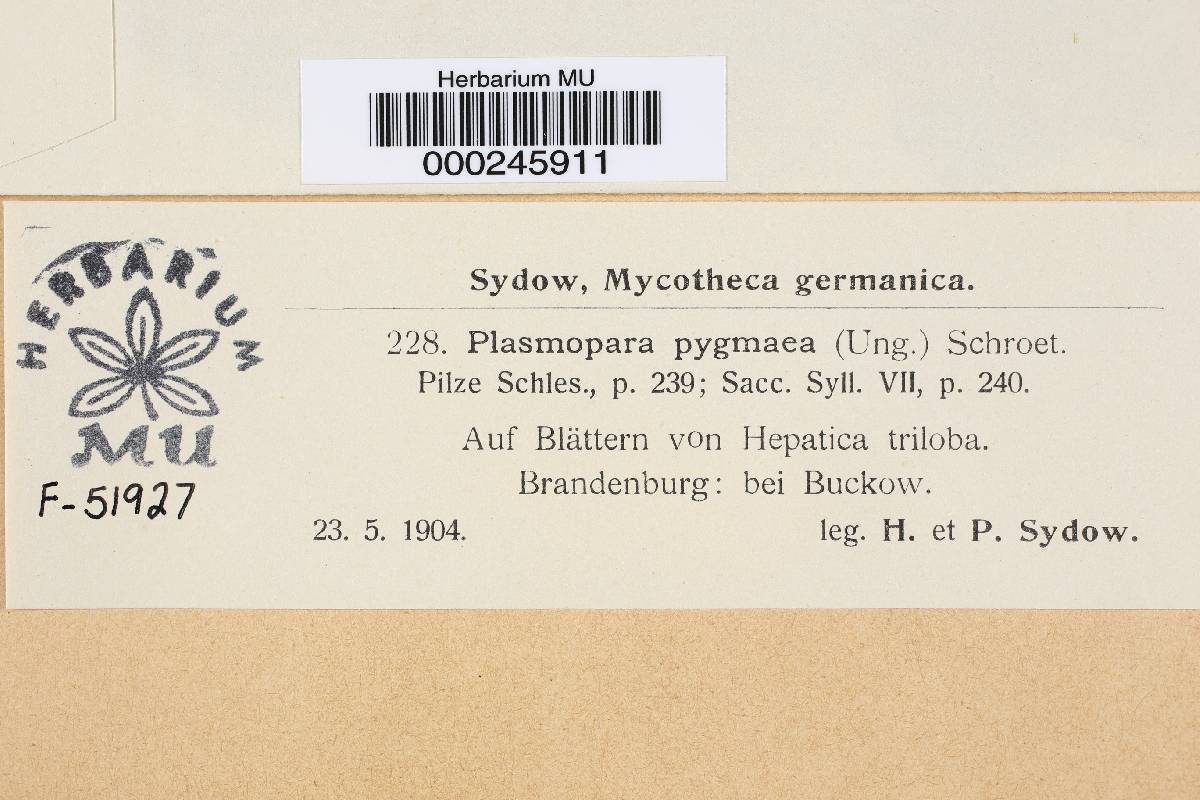 Herbarium MU
000245911
HERBARIUM
MU
F-51927
Sydow, Mycotheca germanica.
228. Plasmopara pygmaea (Ung.) Schroet.
Pilze Schles., p. 239; Sacc. Syll. VII, p. 240.
Auf Blättern von Hepatica triloba.
Brandenburg: bei Buckow.
23. 5. 1904. leg. H. et P. Sydow.